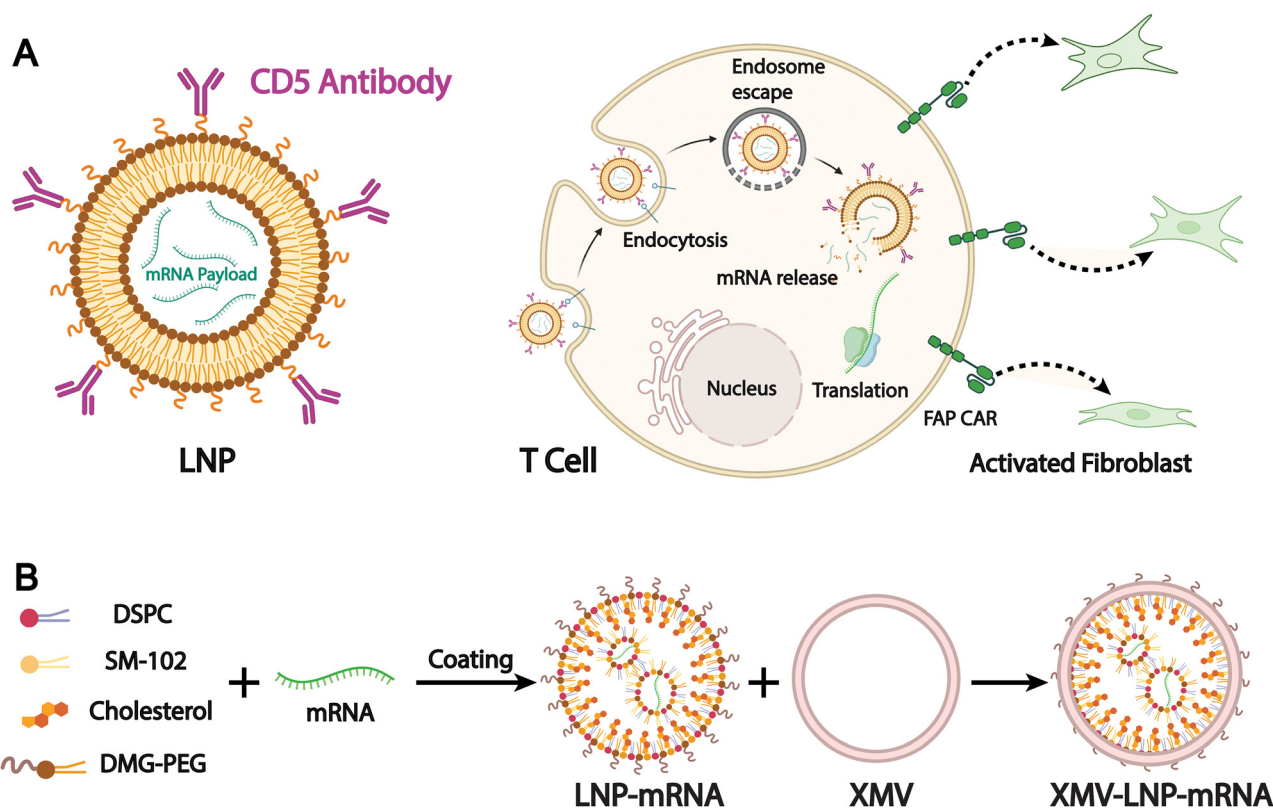 A
CD5 Antibody
mRNA Payload
LNP
Endosome
escape
Endocytosis
mRNA release
Nucleus
Translation
FAP CAR
T Cell
Activated Fibroblast
B
DSPC
SM-102
Cholesterol
DMG-PEG
+
mRNA
Coating
LNP-mRNA
+
XMV
XMV-LNP-mRNA